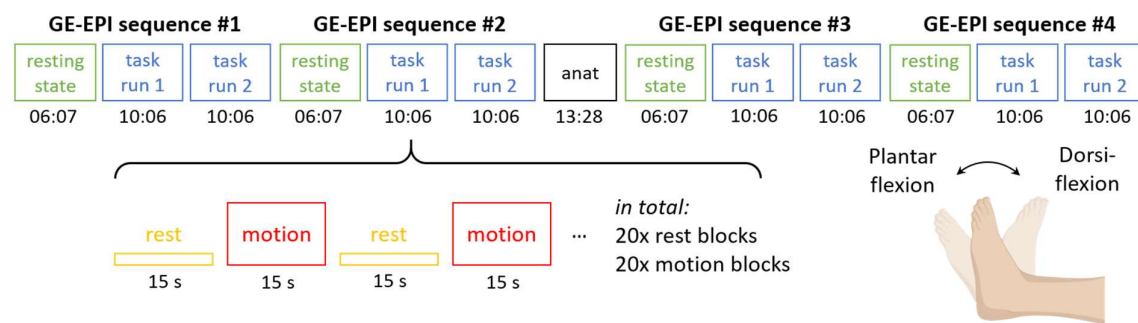 GE-EPI sequence #1 GE-EPI sequence #2 GE-EPI sequence #3 GE-EPI sequence #4
resting state task run 1 task run 2 resting state task run 1 task run 2 anat resting state task run 1 task run 2 resting state task run 1 task run 2
06:07 10:06 10:06 06:07 10:06 10:06 13:28 06:07 10:06 10:06 06:07 10:06 10:06
Plantar flexion
Dorsi-flexion
rest motion rest motion ...
15 s 15 s 15 s 15 s
in total:
20x rest blocks
20x motion blocks